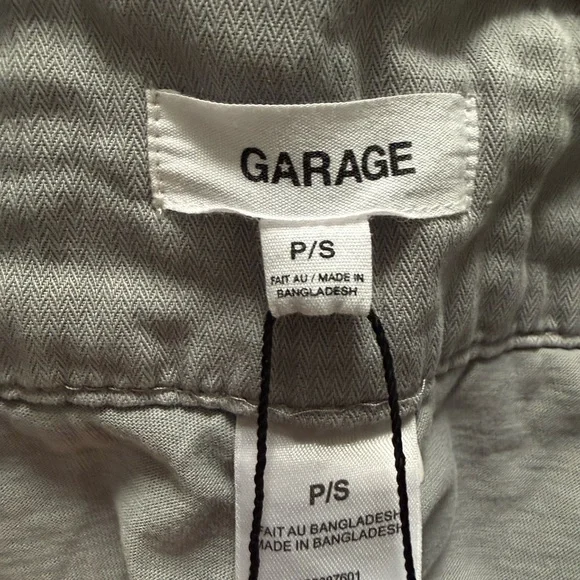 GARAGE
P/S
FAIT AU / MADE IN
BANGLADESH
P/S
FAIT AU BANGLADESH
MADE IN BANGLADESH